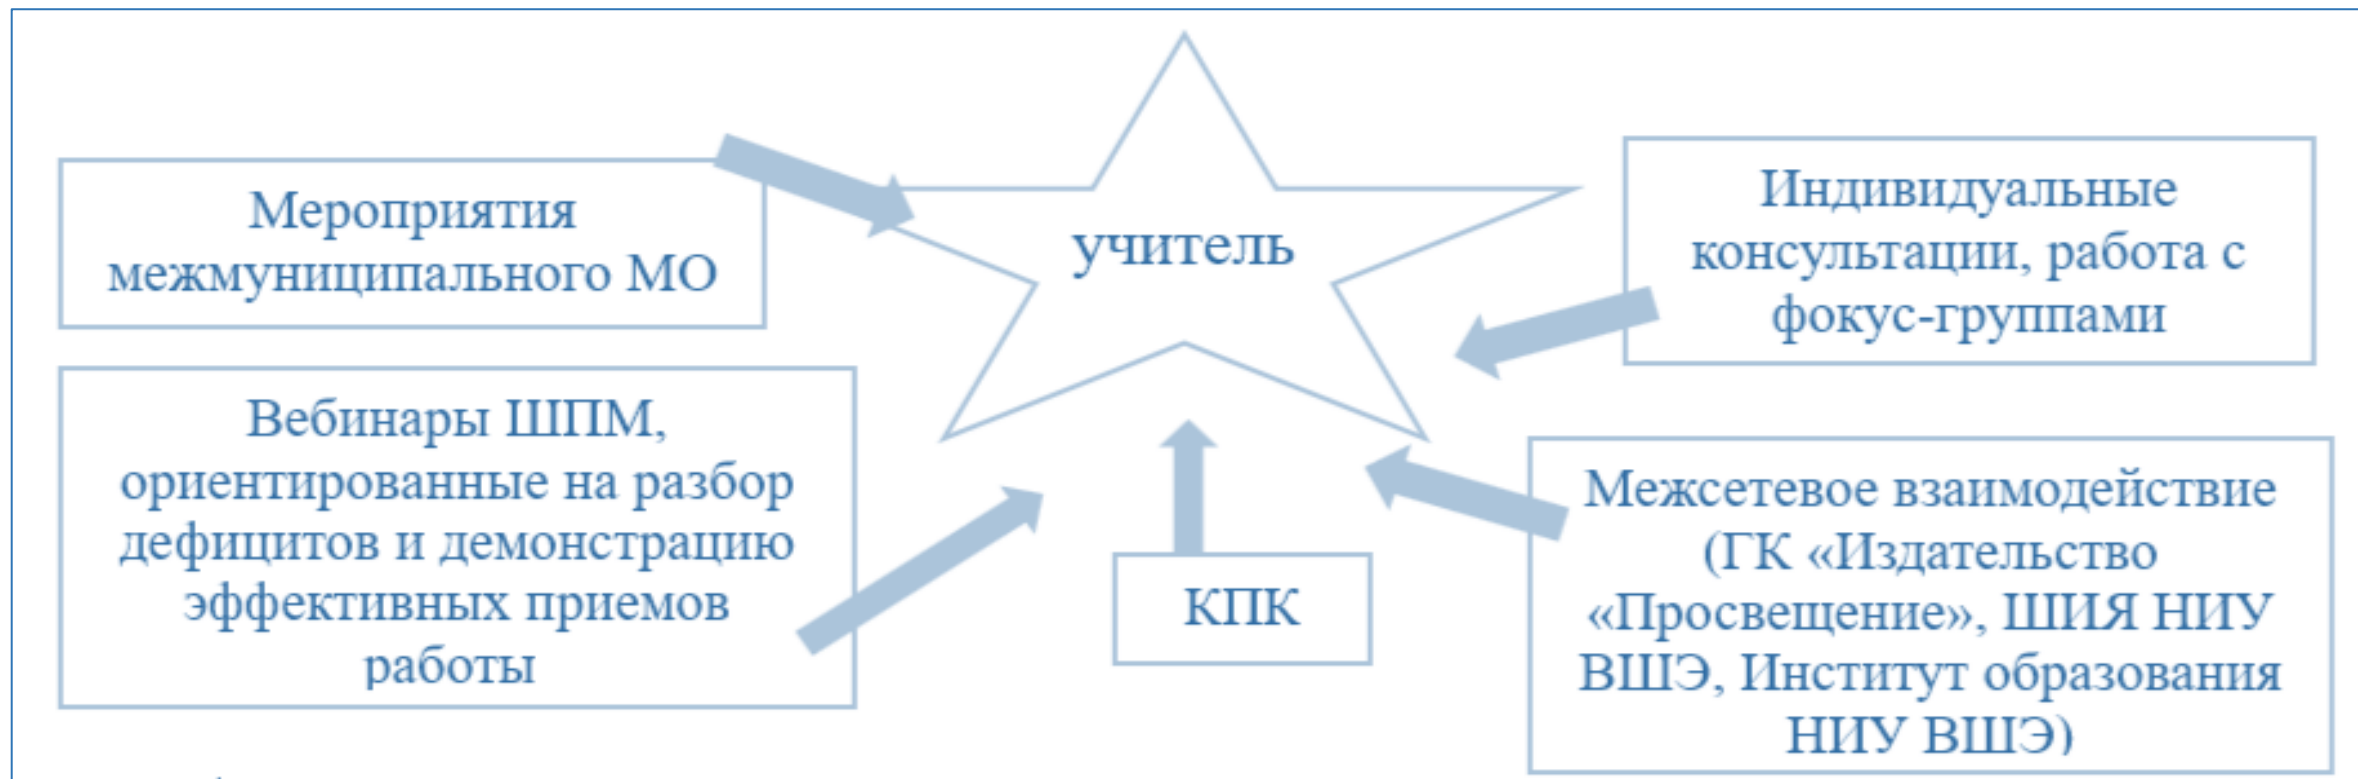 учитель
Мероприятия
межмуниципального МО
Индивидуальные
консультации, работа с
фокус-группами
Вебинары ШПМ,
ориентированные на разбор
дефицитов и демонстрацию
эффективных приемов
работы
КПК
Межсетевое взаимодействие
(ГК «Издательство
«Просвещение», ШИЯ НИУ
ВШЭ, Институт образования
НИУ ВШЭ)